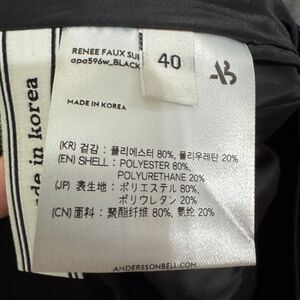 RENEE FAUX SUE
apa596w_BLACK
40
MADE IN KOREA
(KR) 겉감: 폴리에스터 80%, 폴리우레탄 20%
(EN) SHELL: POLYESTER 80%,
POLYURETHANE 20%
(JP) 表生地: ポリエステル 80%,
ポリウレタン 20%
(CN) 面料: 聚酯纤维 80%, 氨纶 20%
ANDERSSONBELL.COM
made in korea